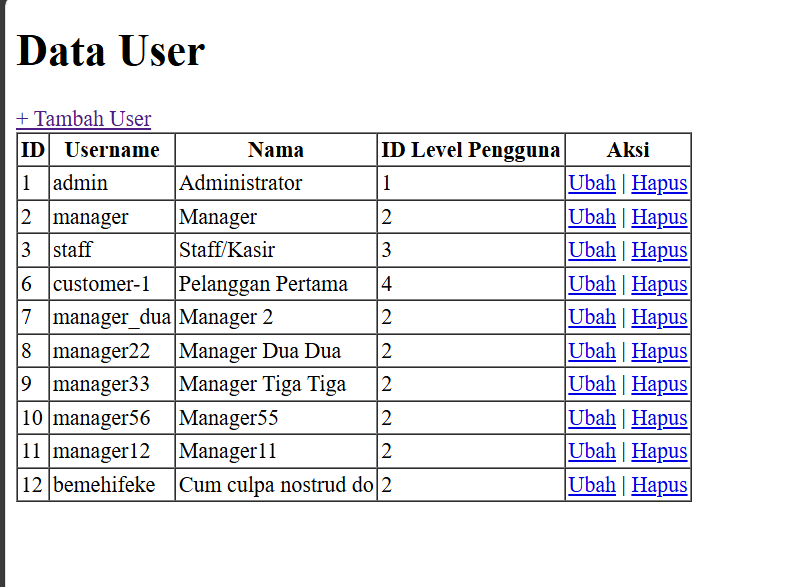 Data User
+ Tambah User
ID Username Nama ID Level Pengguna Aksi
1 admin Administrator 1 Ubah | Hapus
2 manager Manager 2 Ubah | Hapus
3 staff Staff/Kasir 3 Ubah | Hapus
6 customer-1 Pelanggan Pertama 4 Ubah | Hapus
7 manager_dua Manager 2 2 Ubah | Hapus
8 manager22 Manager Dua Dua 2 Ubah | Hapus
9 manager33 Manager Tiga Tiga 2 Ubah | Hapus
10 manager56 Manager55 2 Ubah | Hapus
11 manager12 Manager11 2 Ubah | Hapus
12 bemehifeke Cum culpa nostrud do 2 Ubah | Hapus